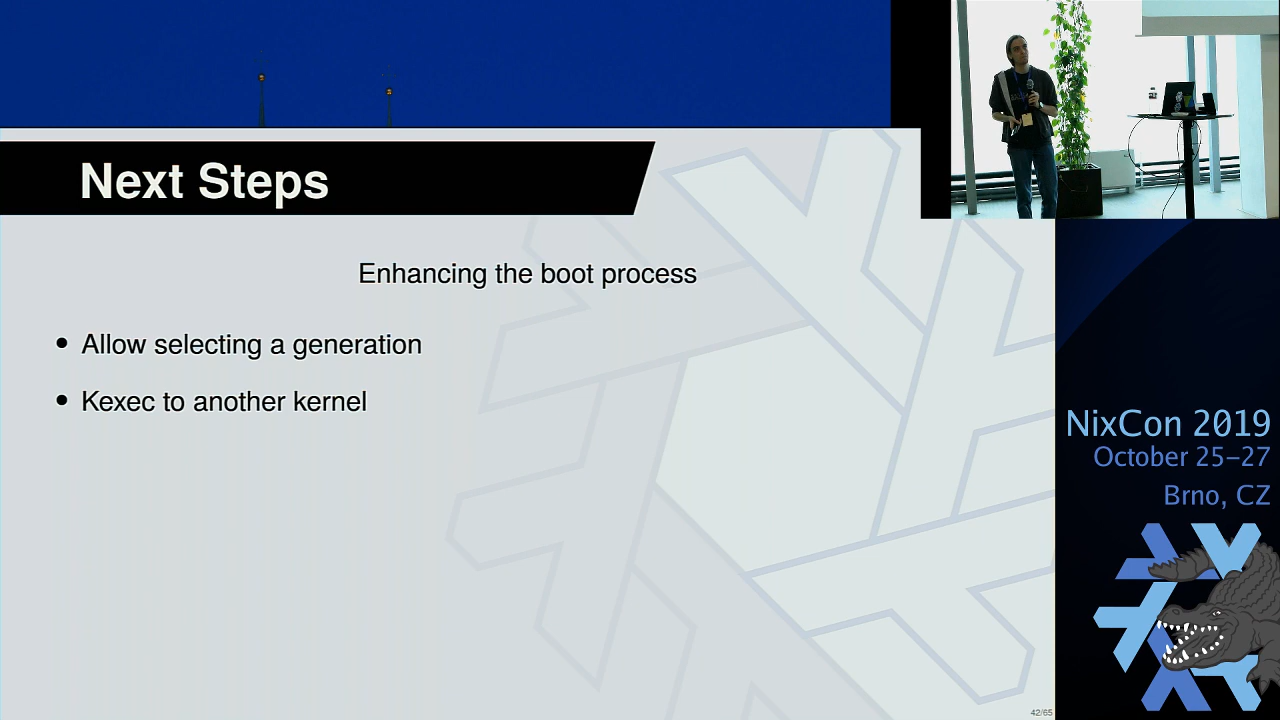 Next Steps
Enhancing the boot process
• Allow selecting a generation
• Kexec to another kernel
42/65
NixCon 2019
October 25–27
Brno, CZ